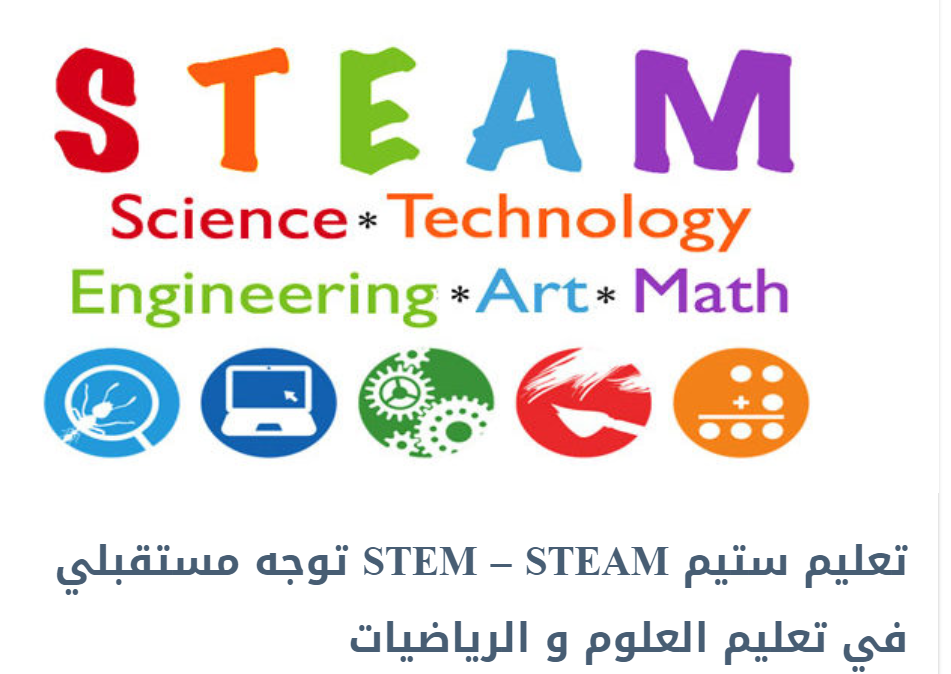 STEAM
Science * Technology
Engineering * Art * Math
تعليم ستيم STEM – STEAM توجه مستقبلي
في تعليم العلوم و الرياضيات